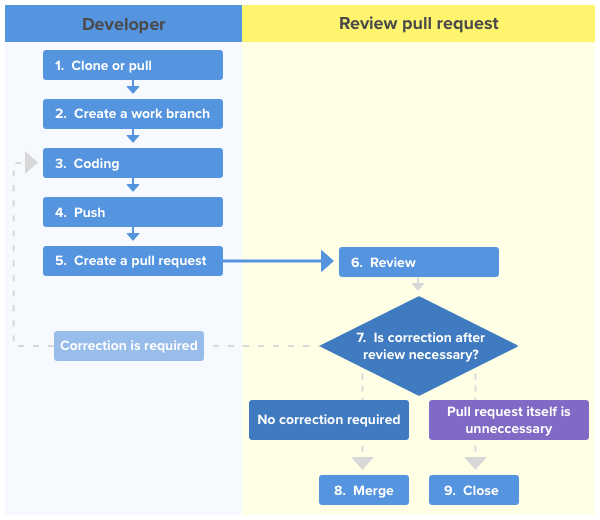 Developer
Review pull request
1. Clone or pull
2. Create a work branch
3. Coding
4. Push
5. Create a pull request
6. Review
7. Is correction after
review necessary?
Correction is required
No correction required
Pull request itself is
unneccessary
8. Merge
9. Close